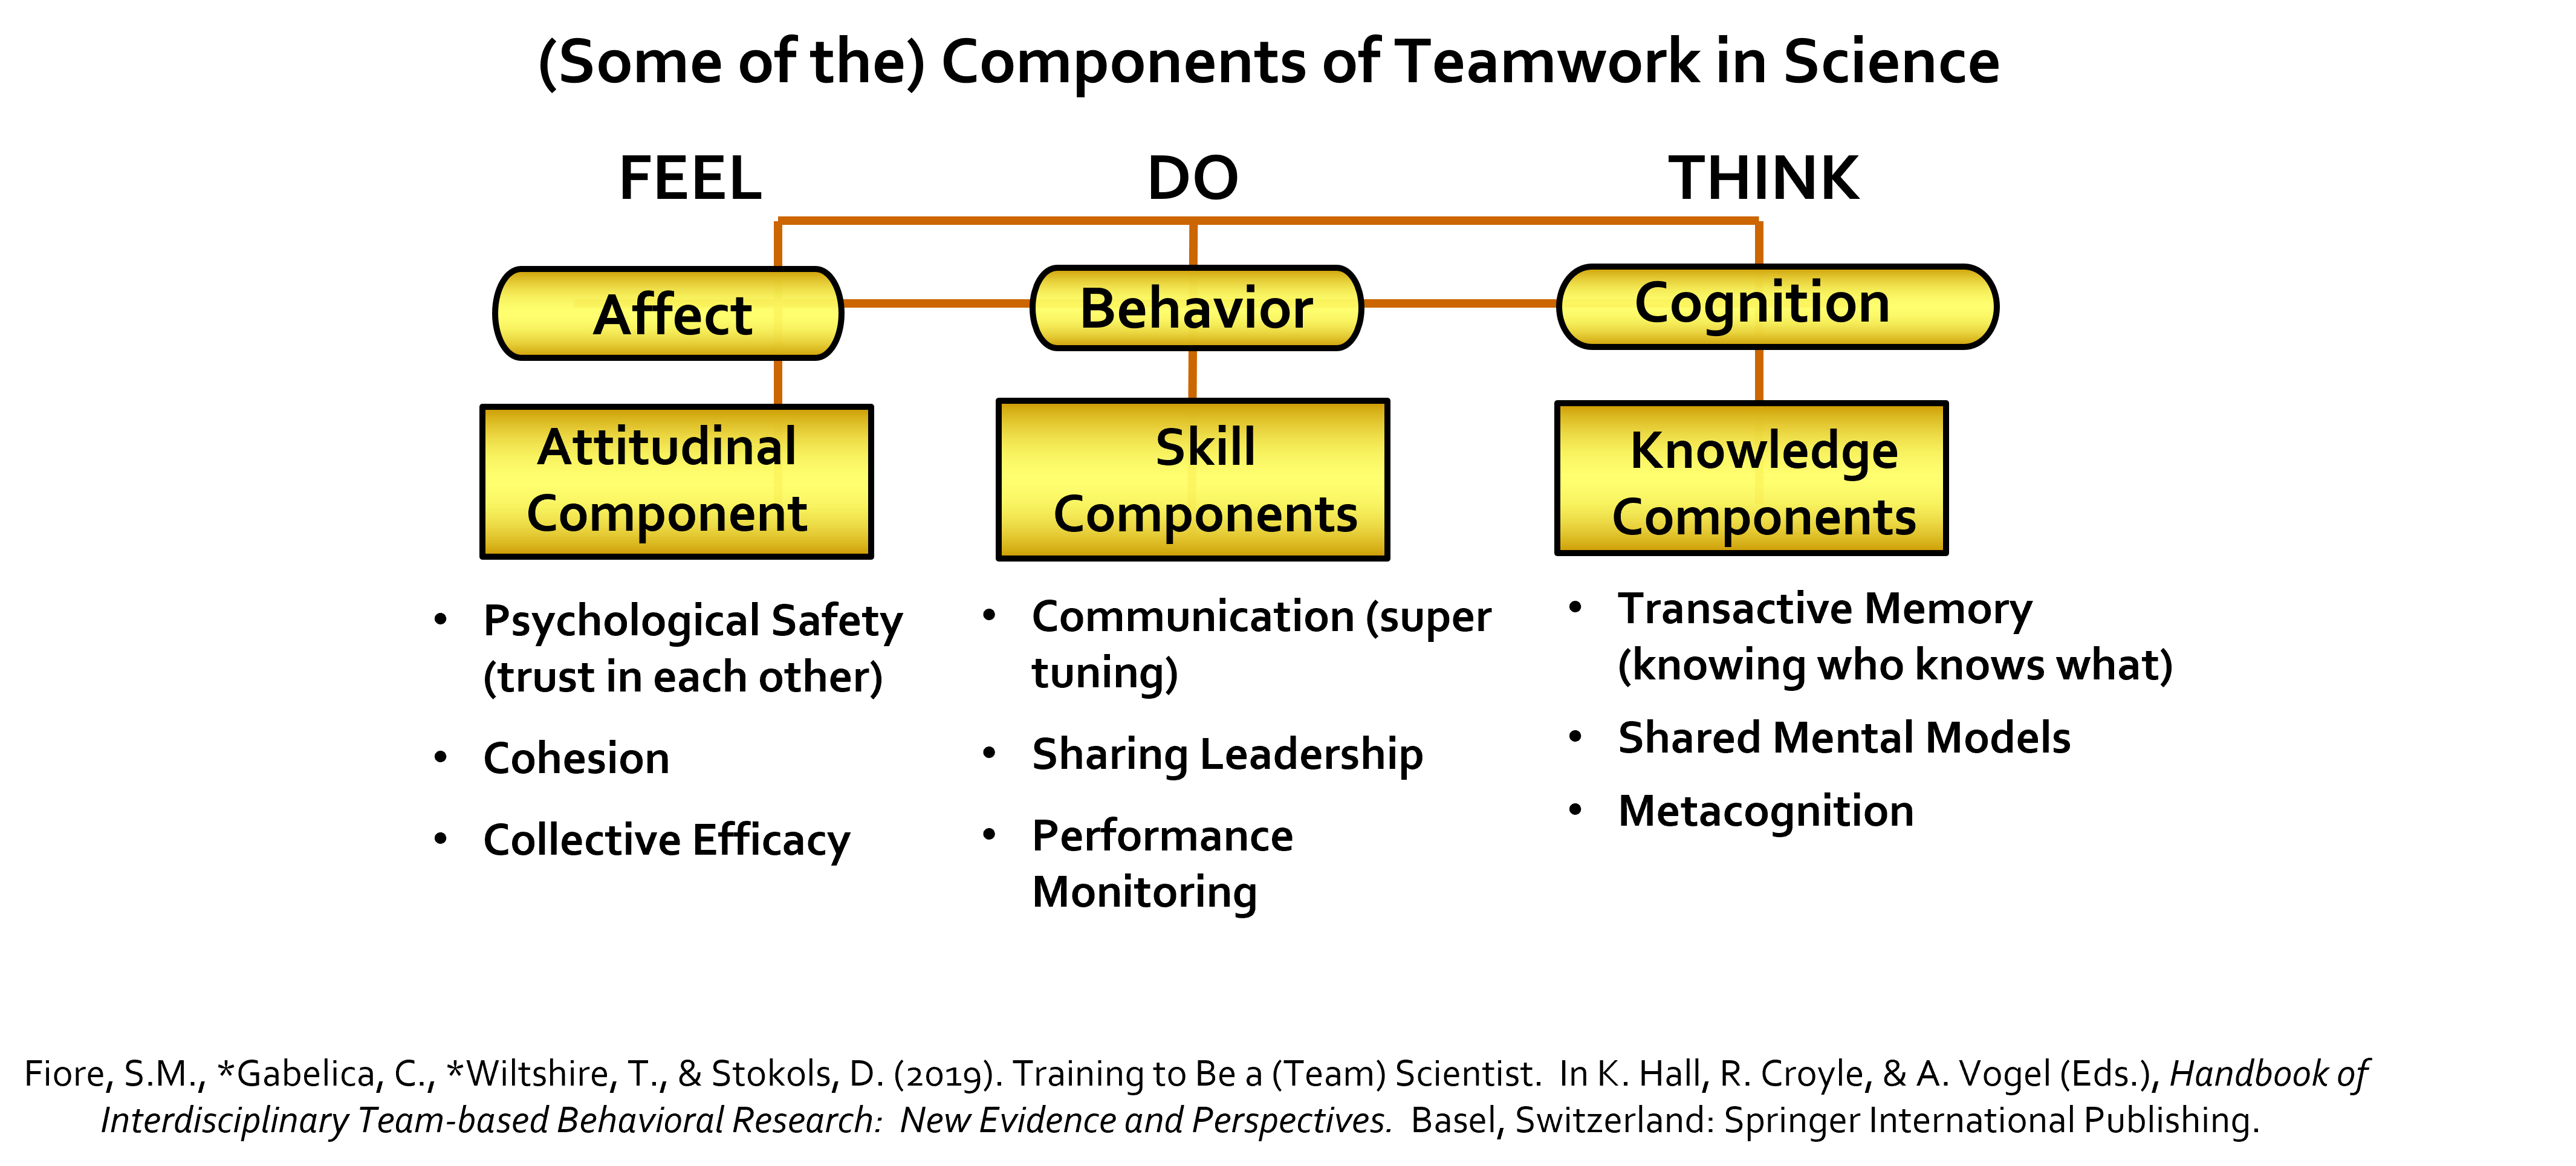 (Some of the) Components of Teamwork in Science
FEEL
DO
THINK
Affect
Behavior
Cognition
Attitudinal
Component
Skill
Components
Knowledge
Components
• Psychological Safety
(trust in each other)
• Cohesion
• Collective Efficacy
• Communication (super
tuning)
• Sharing Leadership
• Performance
Monitoring
• Transactive Memory
(knowing who knows what)
• Shared Mental Models
• Metacognition
Fiore, S.M., *Gabelica, C., *Wiltshire, T., & Stokols, D. (2019). Training to Be a (Team) Scientist. In K. Hall, R. Croyle, & A. Vogel (Eds.), Handbook of
Interdisciplinary Team-based Behavioral Research: New Evidence and Perspectives. Basel, Switzerland: Springer International Publishing.